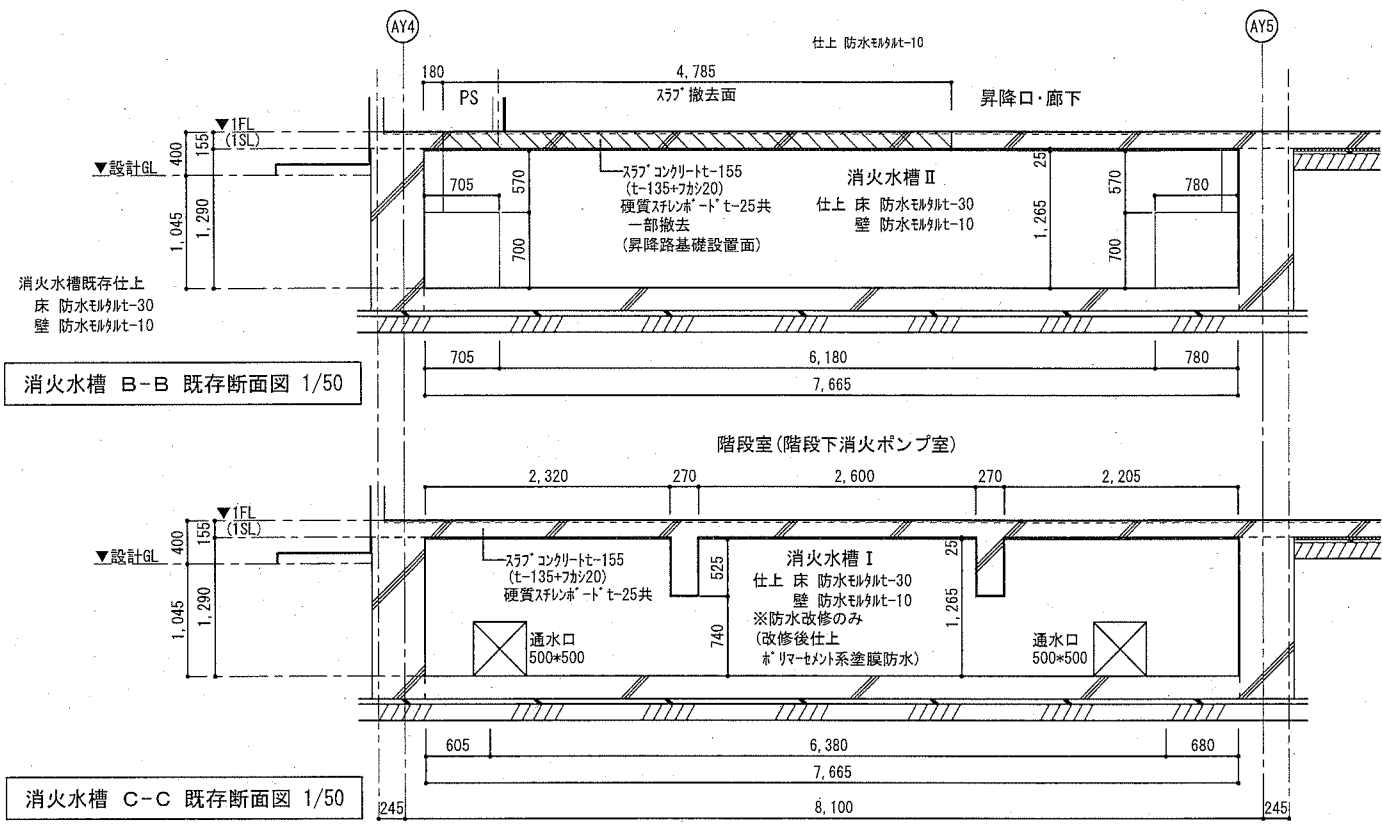 AY4
AY5
仕上 防水ﾓﾙﾀﾙt-10
180
4,785
PS
ｽﾗﾌﾞ撤去面
昇降口・廊下
▼1FL
(1SL)
400
155
▼設計GL
1,045
1,290
705
570
700
ｽﾗﾌﾞｺﾝｸﾘｰﾄt-155
(t-135+ﾌｶｼ20)
硬質ｽﾁﾚﾝﾎﾞｰﾄﾞt-25共
一部撤去
(昇降路基礎設置面)
消火水槽Ⅱ
仕上 床 防水ﾓﾙﾀﾙt-30
壁 防水ﾓﾙﾀﾙt-10
25
1,265
570
700
780
消火水槽既存仕上
床 防水ﾓﾙﾀﾙt-30
壁 防水ﾓﾙﾀﾙt-10
705
6,180
780
7,665
消火水槽 B-B 既存断面図 1/50
階段室(階段下消火ポンプ室)
2,320
270
2,600
270
2,205
▼1FL
(1SL)
400
155
▼設計GL
1,045
1,290
ｽﾗﾌﾞｺﾝｸﾘｰﾄt-155
(t-135+ﾌｶｼ20)
硬質ｽﾁﾚﾝﾎﾞｰﾄﾞt-25共
525
740
消火水槽Ⅰ
仕上 床 防水ﾓﾙﾀﾙt-30
壁 防水ﾓﾙﾀﾙt-10
※防水改修のみ
(改修後仕上
ﾎﾟﾘﾏｰｾﾒﾝﾄ系塗膜防水)
25
1,265
通水口
500*500
通水口
500*500
605
6,380
680
7,665
消火水槽 C-C 既存断面図 1/50
245
8,100
245